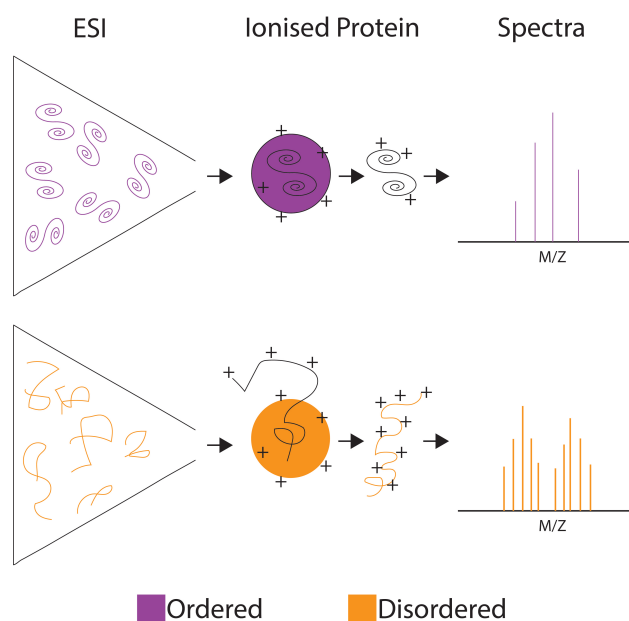 ESI Ionised Protein Spectra
+ + + + + + + +
M/Z
+ + + + + + + + + + + + + + +
M/Z
Ordered Disordered